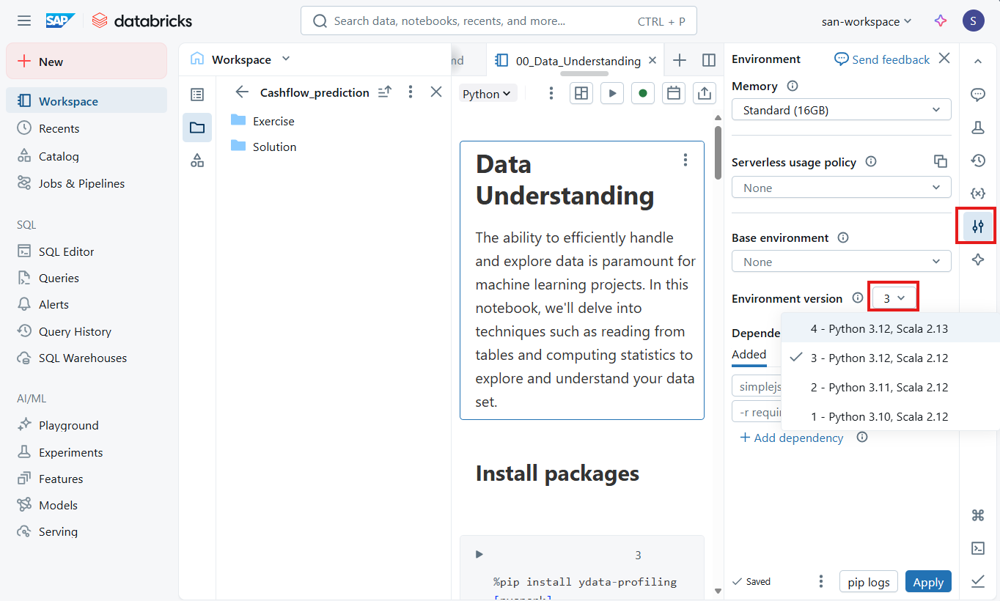 SAP databricks
Search data, notebooks, recents, and more... CTRL + P
san-workspace
S
New
Workspace
Recents
Catalog
Jobs & Pipelines
SQL
SQL Editor
Queries
Alerts
Query History
SQL Warehouses
AI/ML
Playground
Experiments
Features
Models
Serving
Workspace
Cashflow_prediction
Exercise
Solution
00_Data_Understanding
Python
Data
Understanding
The ability to efficiently handle
and explore data is paramount for
machine learning projects. In this
notebook, we'll delve into
techniques such as reading from
tables and computing statistics to
explore and understand your data
set.
Install packages
3
%pip install ydata-profiling
Environment
Send feedback
Memory
Standard (16GB)
Serverless usage policy
None
Base environment
None
Environment version 3
4 - Python 3.12, Scala 2.13
3 - Python 3.12, Scala 2.12
2 - Python 3.11, Scala 2.12
1 - Python 3.10, Scala 2.12
Depende
Added
simplejs
-r requi
+ Add dependency
Saved
pip logs
Apply